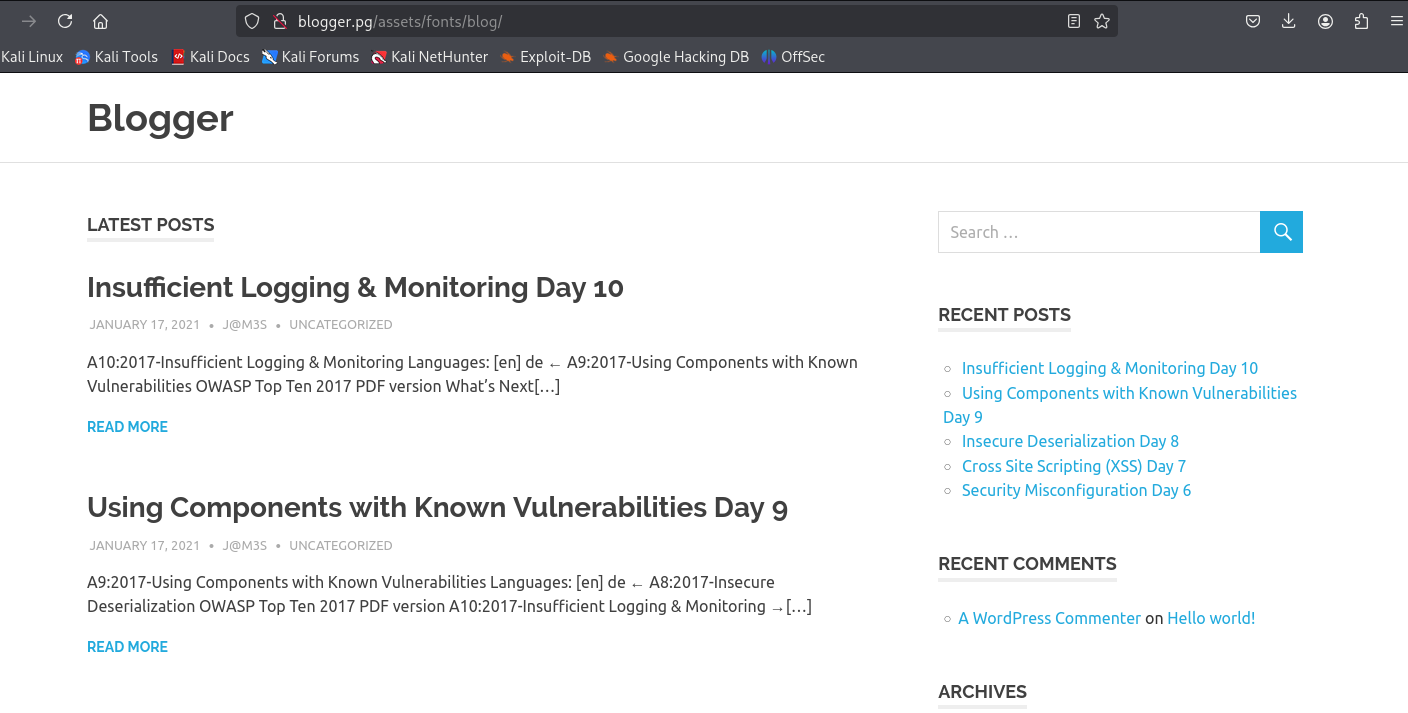 blogger.pg/assets/fonts/blog/
Kali Linux Kali Tools Kali Docs Kali Forums Kali NetHunter Exploit-DB Google Hacking DB OffSec
Blogger
LATEST POSTS
Insufficient Logging & Monitoring Day 10
JANUARY 17, 2021 • J@M3S • UNCATEGORIZED
A10:2017-Insufficient Logging & Monitoring Languages: [en] de ← A9:2017-Using Components with Known
Vulnerabilities OWASP Top Ten 2017 PDF version What’s Next[…]
READ MORE
Using Components with Known Vulnerabilities Day 9
JANUARY 17, 2021 • J@M3S • UNCATEGORIZED
A9:2017-Using Components with Known Vulnerabilities Languages: [en] de ← A8:2017-Insecure
Deserialization OWASP Top Ten 2017 PDF version A10:2017-Insufficient Logging & Monitoring →[…]
READ MORE
Search …
RECENT POSTS
Insufficient Logging & Monitoring Day 10
Using Components with Known Vulnerabilities
Day 9
Insecure Deserialization Day 8
Cross Site Scripting (XSS) Day 7
Security Misconfiguration Day 6
RECENT COMMENTS
A WordPress Commenter on Hello world!
ARCHIVES